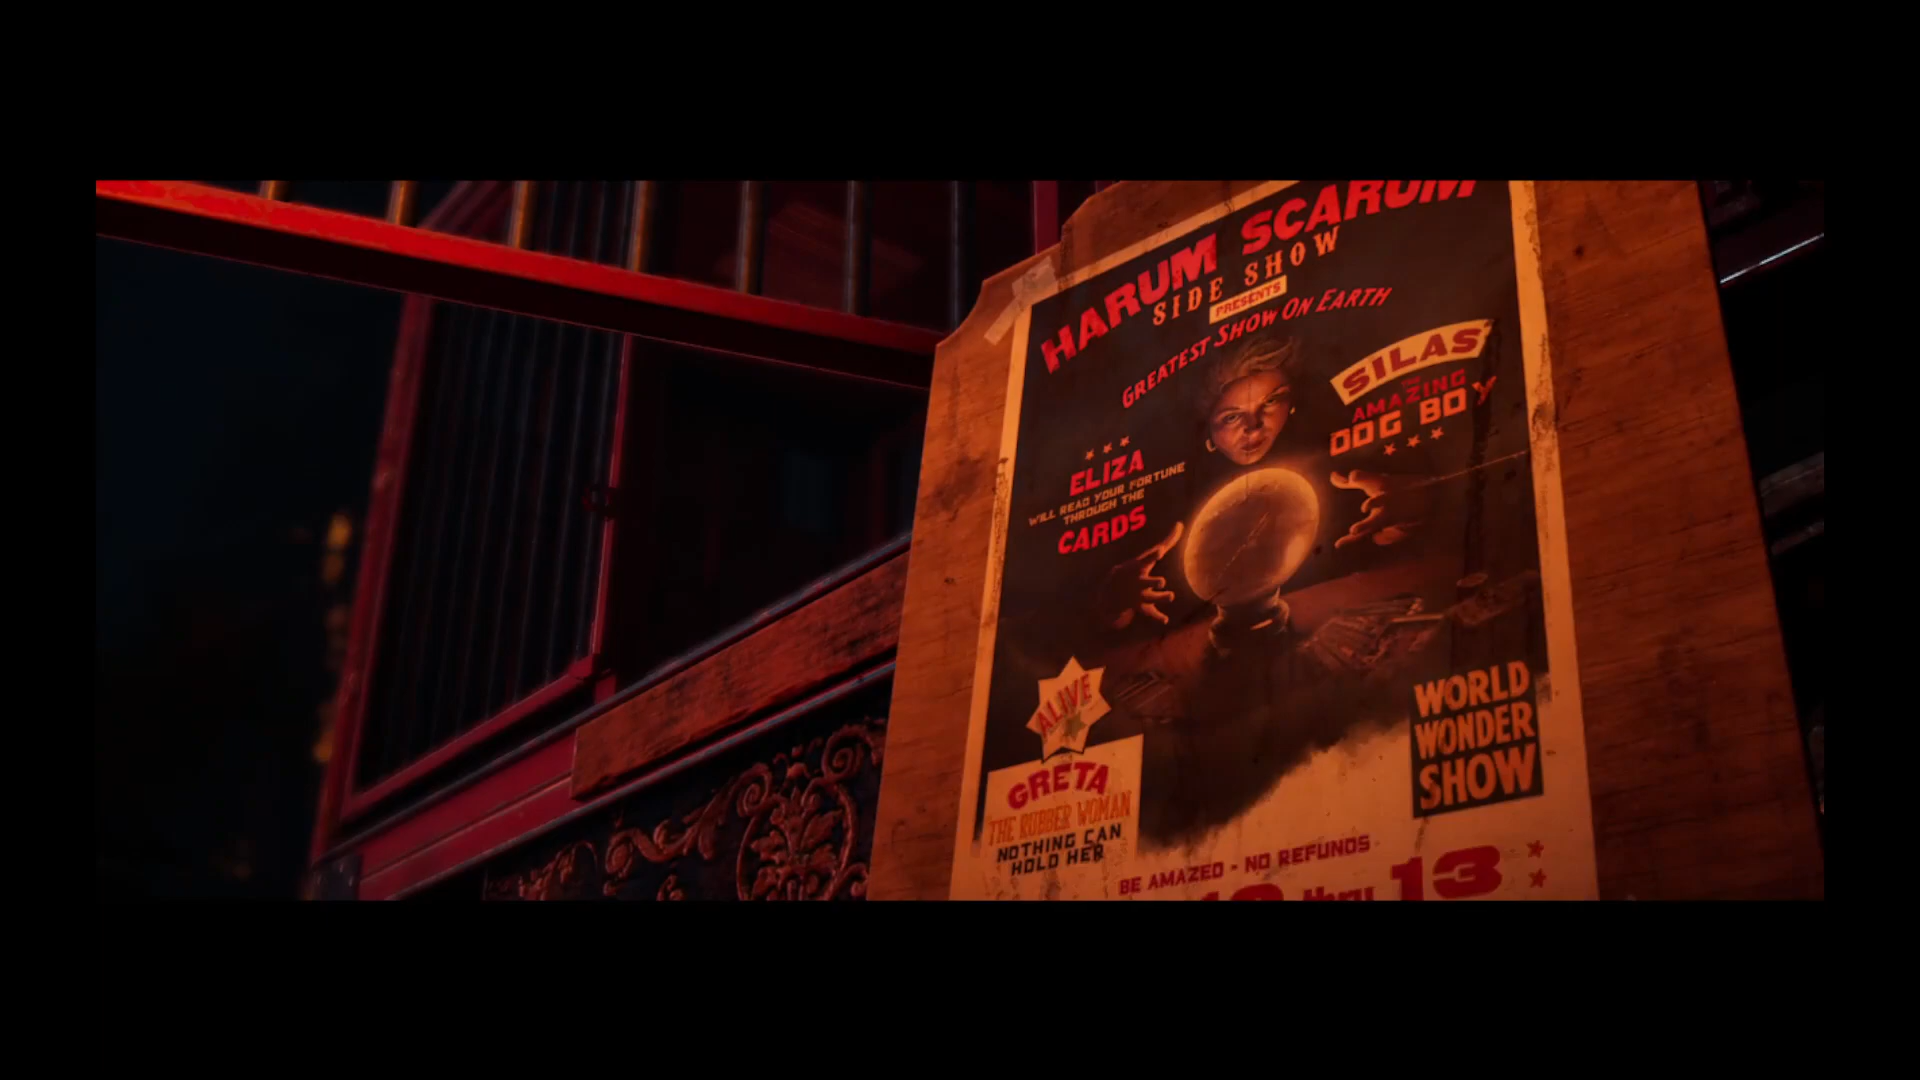 HARUM SCARUM
SIDE SHOW
PRESENTS
GREATEST SHOW ON EARTH
SILAS
THE
AMAZING
DOG BOY
ELIZA
WILL READ YOUR FORTUNE
THROUGH THE
CARDS
ALIVE
GRETA
THE RUBBER WOMAN
NOTHING CAN
HOLD HER
WORLD
WONDER
SHOW
BE AMAZED - NO REFUNDS
thru 13